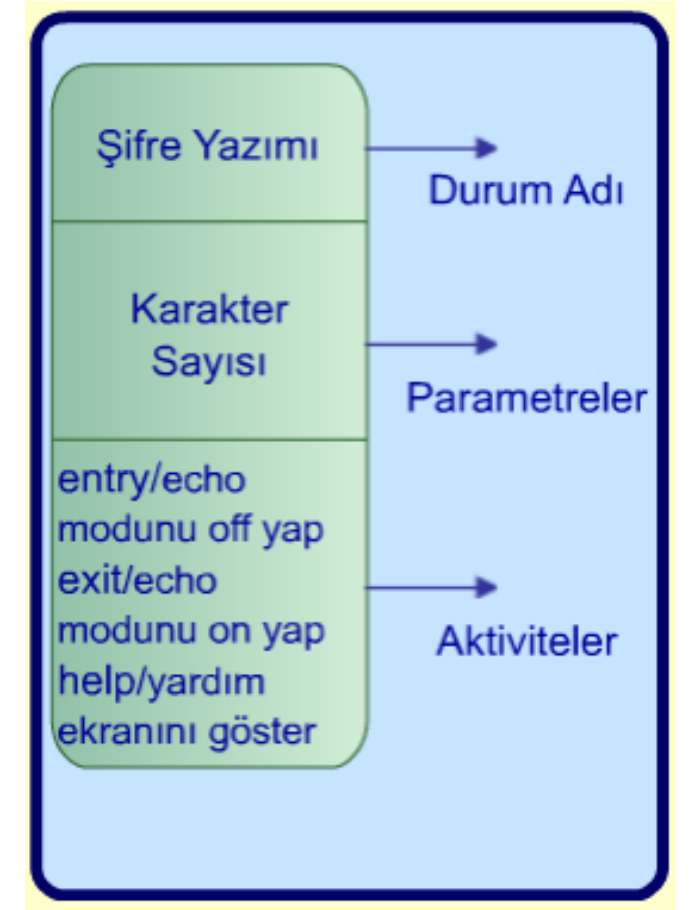 Şifre Yazımı
Durum Adı
Karakter
Sayısı
Parametreler
entry/echo
modunu off yap
exit/echo
modunu on yap
help/yardım
ekranını göster
Aktiviteler